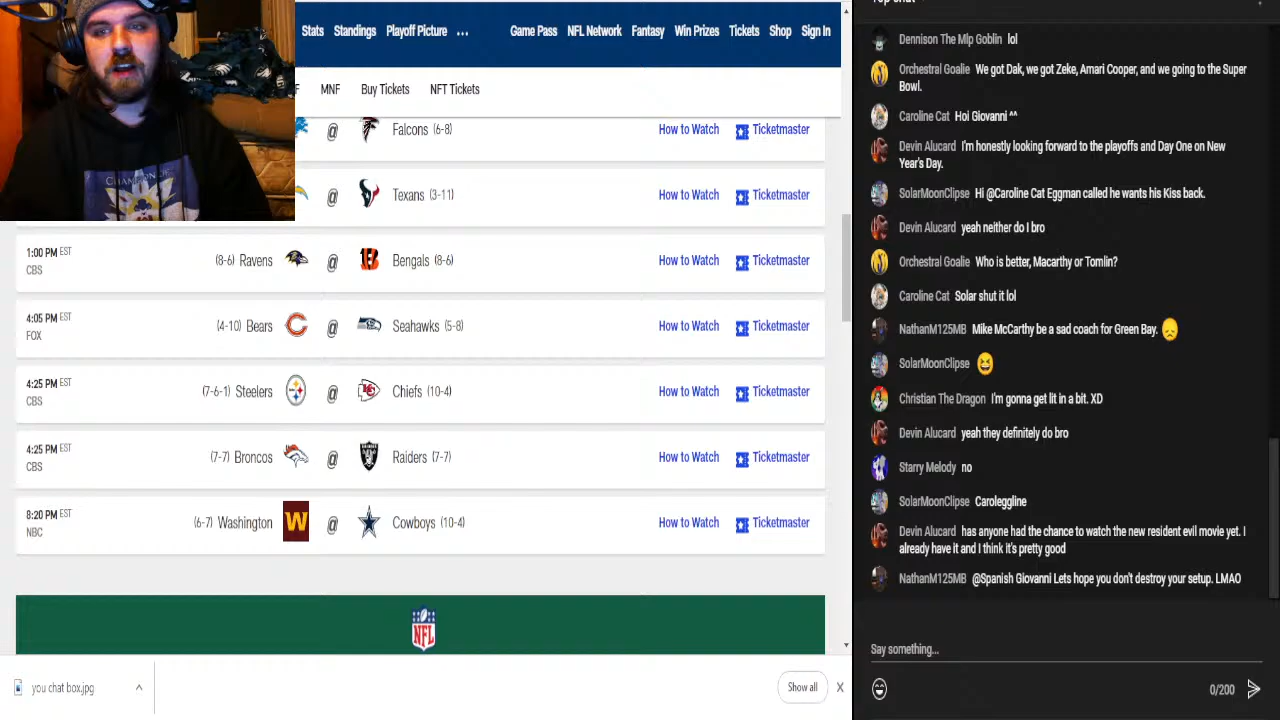 Stats Standings Playoff Picture ... Game Pass NFL Network Fantasy Win Prizes Tickets Shop Sign In
MNF Buy Tickets NFT Tickets
@ Falcons (6-8) How to Watch Ticketmaster
@ Texans (3-11) How to Watch Ticketmaster
1:00 PM EST
CBS
(8-6) Ravens @ Bengals (8-6) How to Watch Ticketmaster
4:05 PM EST
FOX
(4-10) Bears @ Seahawks (5-8) How to Watch Ticketmaster
4:25 PM EST
CBS
(7-6-1) Steelers @ Chiefs (10-4) How to Watch Ticketmaster
4:25 PM EST
CBS
(7-7) Broncos @ Raiders (7-7) How to Watch Ticketmaster
8:20 PM EST
NBC
(6-7) Washington W @ Cowboys (10-4) How to Watch Ticketmaster
NFL
you chat box.jpg
Show all X
Dennison The Mlp Goblin lol
Orchestral Goalie We got Dak, we got Zeke, Amari Cooper, and we going to the Super
Bowl.
Caroline Cat Hoi Giovanni ^^
Devin Alucard I'm honestly looking forward to the playoffs and Day One on New
Year's Day.
SolarMoonClipse Hi @Caroline Cat Eggman called he wants his Kiss back.
Devin Alucard yeah neither do I bro
Orchestral Goalie Who is better, Macarthy or Tomlin?
Caroline Cat Solar shut it lol
NathanM125MB Mike McCarthy be a sad coach for Green Bay. 😞
SolarMoonClipse 😆
Christian The Dragon I'm gonna get lit in a bit. XD
Devin Alucard yeah they definitely do bro
Starry Melody no
SolarMoonClipse Caroleggline
Devin Alucard has anyone had the chance to watch the new resident evil movie yet. I
already have it and I think it's pretty good
NathanM125MB @Spanish Giovanni Lets hope you don't destroy your setup. LMAO
Say something...
0/200